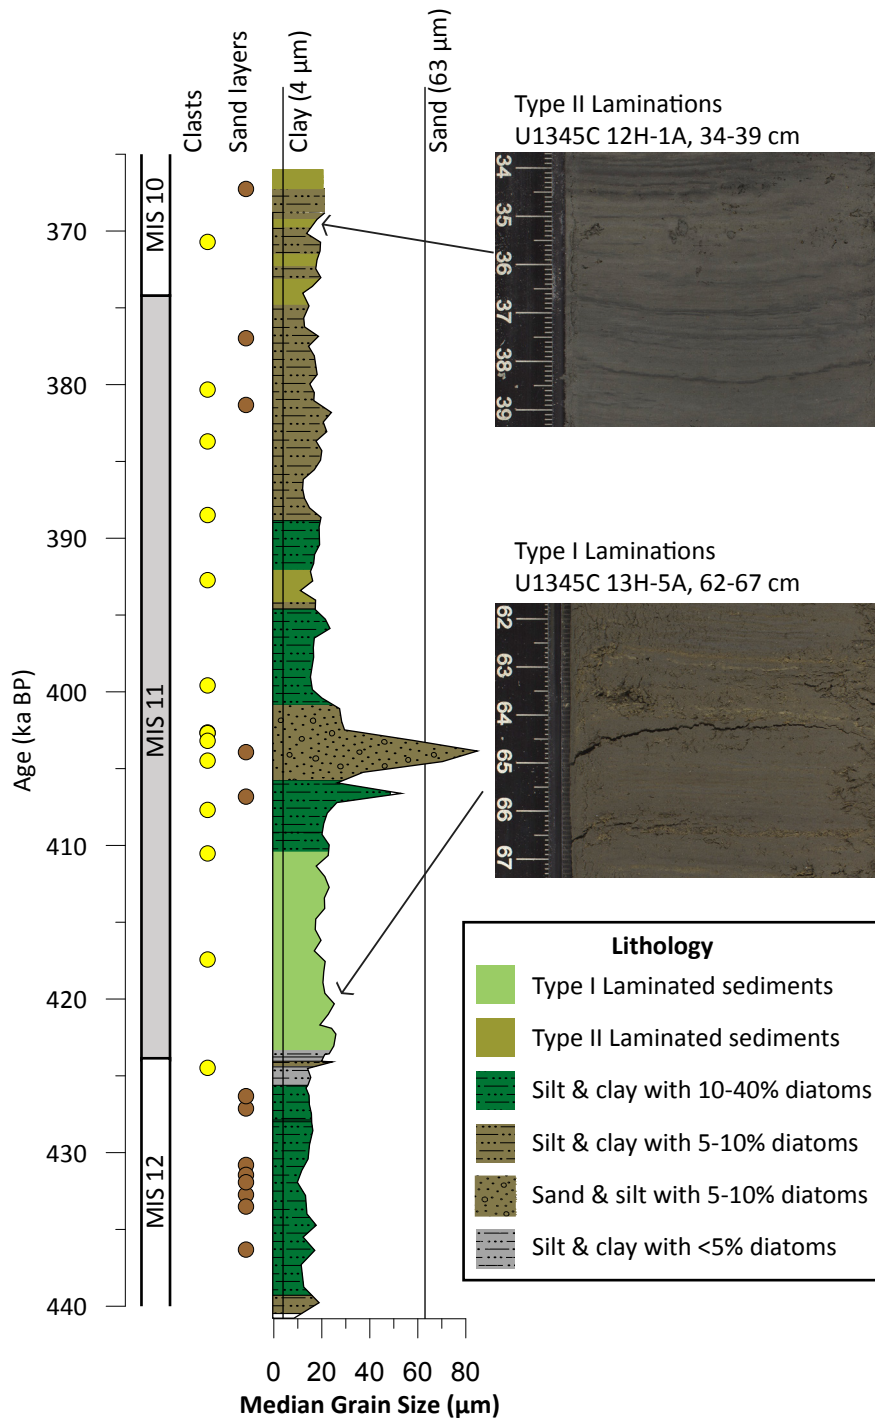 Clasts
Sand layers
Clay (4 μm)
Sand (63 μm)
Type II Laminations
U1345C 12H-1A, 34-39 cm
34
35
36
37
38
39
MIS 10
MIS 11
MIS 12
Age (ka BP)
370
380
390
400
410
420
430
440
Type I Laminations
U1345C 13H-5A, 62-67 cm
62
63
64
65
66
67
Lithology
Type I Laminated sediments
Type II Laminated sediments
Silt & clay with 10-40% diatoms
Silt & clay with 5-10% diatoms
Sand & silt with 5-10% diatoms
Silt & clay with <5% diatoms
0 20 40 60 80
Median Grain Size (μm)